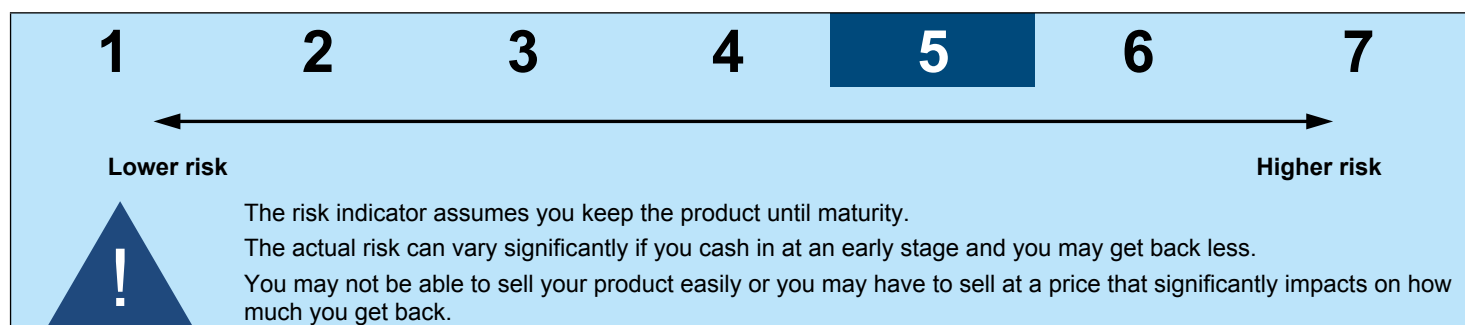 1 2 3 4 5 6 7
Lower risk Higher risk
The risk indicator assumes you keep the product until maturity.
!
The actual risk can vary significantly if you cash in at an early stage and you may get back less.
You may not be able to sell your product easily or you may have to sell at a price that significantly impacts on how
much you get back.